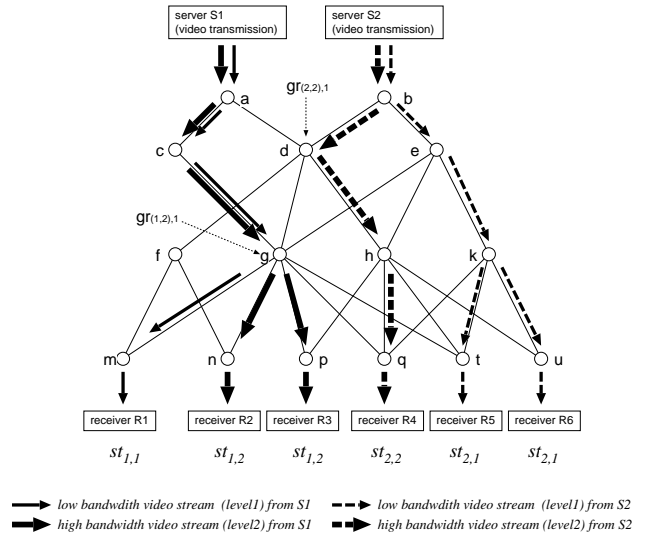 server S1
(video transmission)
server S2
(video transmission)
a
b
gr(2,2),1
c
d
e
gr(1,2),1
f
g
h
k
m
n
p
q
t
u
receiver R1
receiver R2
receiver R3
receiver R4
receiver R5
receiver R6
st1,1
st1,2
st1,2
st2,2
st2,1
st2,1
low bandwdith video stream (level1) from S1
low bandwdith video stream (level1) from S2
high bandwidth video stream (level2) from S1
high bandwidth video stream (level2) from S2